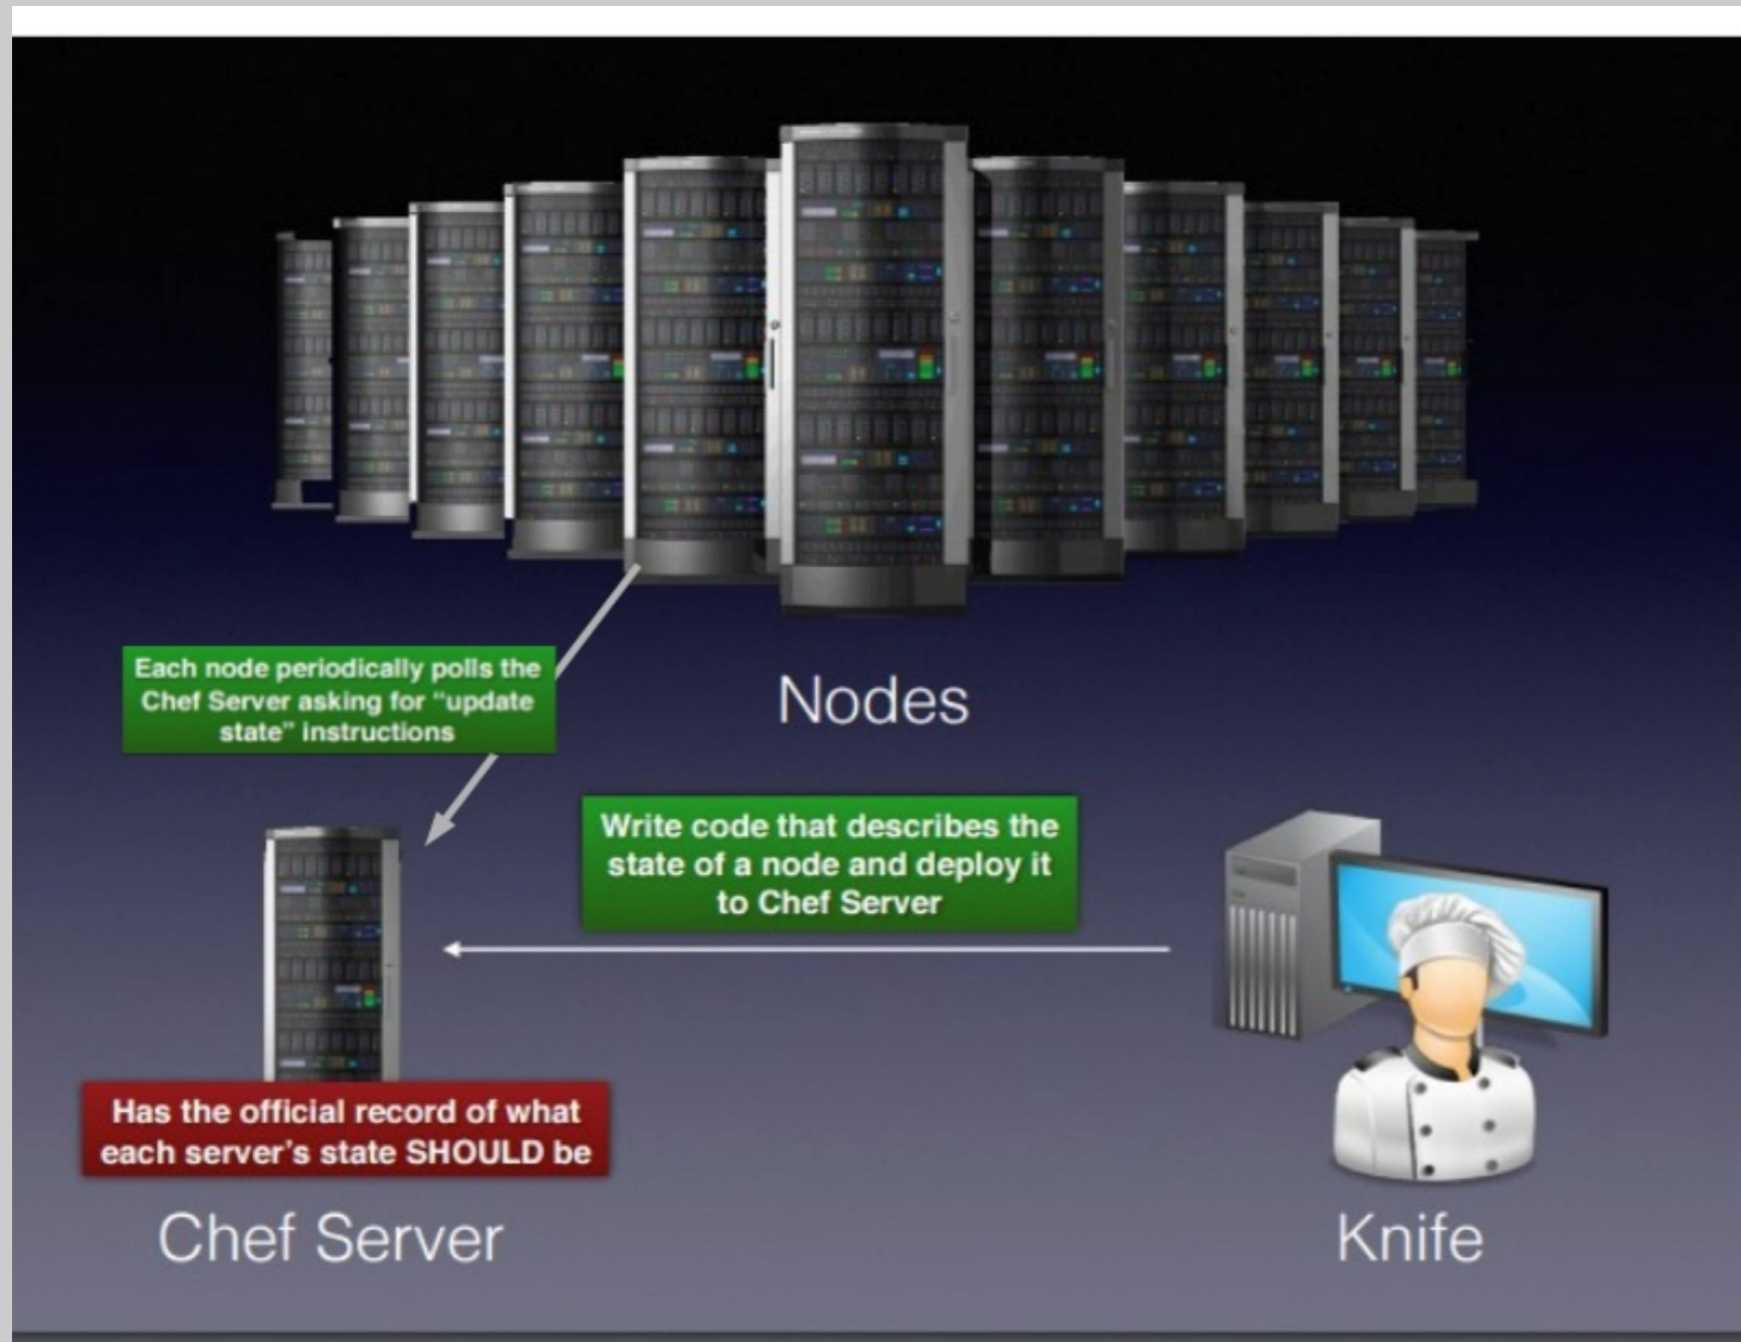 Each node periodically polls the
Chef Server asking for “update
state” instructions
Nodes
Write code that describes the
state of a node and deploy it
to Chef Server
Has the official record of what
each server’s state SHOULD be
Chef Server
Knife